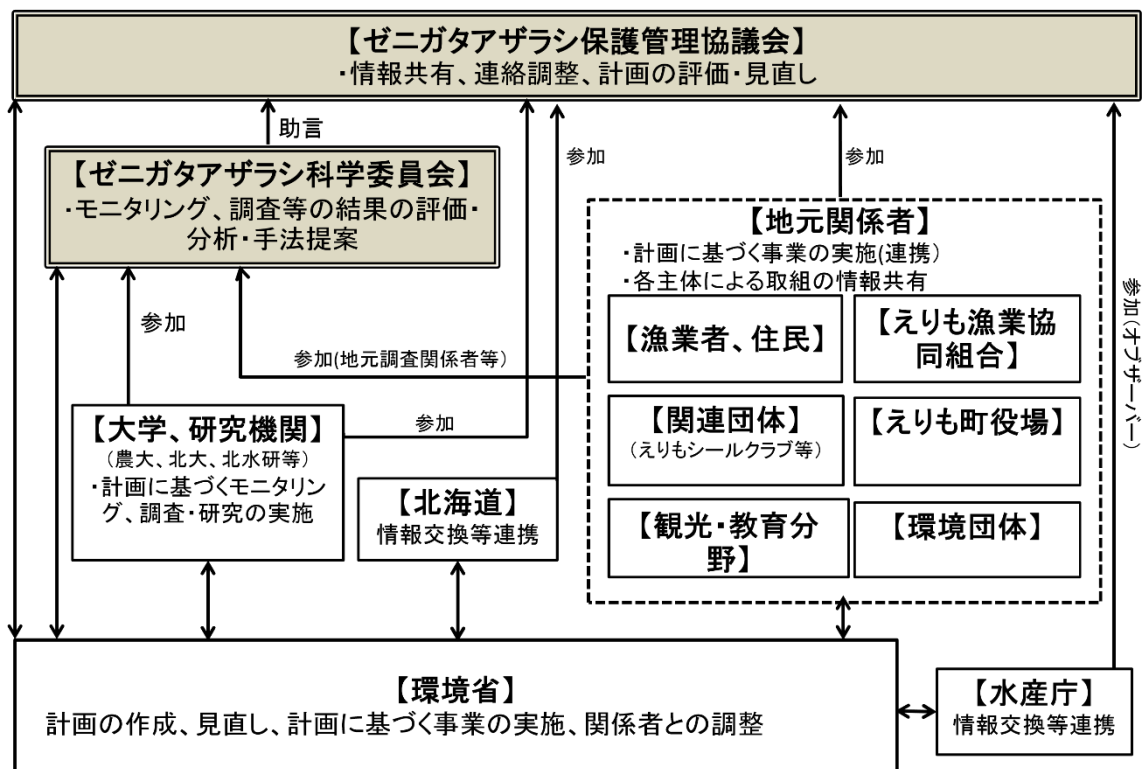 【ゼニガタアザラシ保護管理協議会】
・情報共有、連絡調整、計画の評価・見直し
助言
参加
参加
【ゼニガタアザラシ科学委員会】
・モニタリング、調査等の結果の評価・
分析・手法提案
【地元関係者】
・計画に基づく事業の実施(連携)
・各主体による取組の情報共有
参加(オブザーバー)
参加
【漁業者、住民】
【えりも漁業協
同組合】
参加(地元調査関係者等)
【関連団体】
(えりもシールクラブ等)
【えりも町役場】
【大学、研究機関】
(農大、北大、北水研等)
・計画に基づくモニタリン
グ、調査・研究の実施
参加
【北海道】
情報交換等連携
【観光・教育分
野】
【環境団体】
【環境省】
計画の作成、見直し、計画に基づく事業の実施、関係者との調整
【水産庁】
情報交換等連携